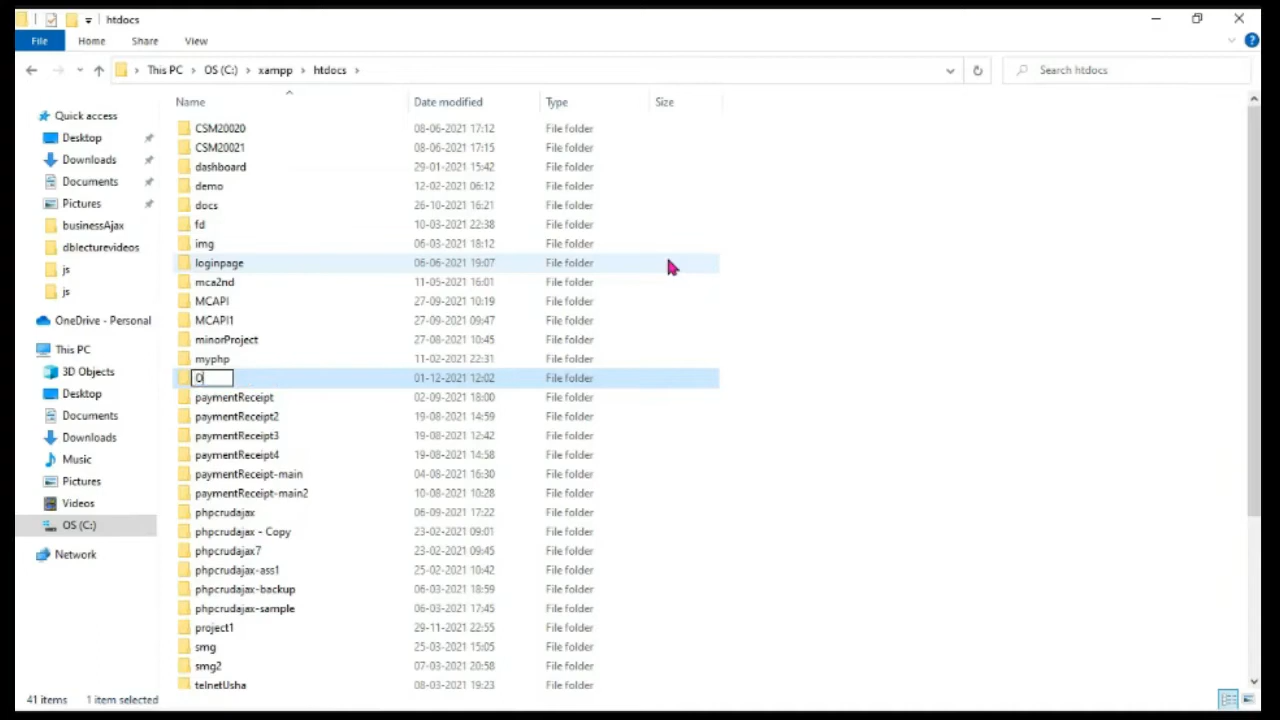 htdocs
File Home Share View
This PC › OS (C:) › xampp › htdocs ›
Search htdocs
Name Date modified Type Size
Quick access
Desktop
Downloads
Documents
Pictures
businessAjax
dblecturevideos
js
js
OneDrive - Personal
This PC
3D Objects
Desktop
Documents
Downloads
Music
Pictures
Videos
OS (C:)
Network
CSM20020 08-06-2021 17:12 File folder
CSM20021 08-06-2021 17:15 File folder
dashboard 29-01-2021 15:42 File folder
demo 12-02-2021 06:12 File folder
docs 26-10-2021 16:21 File folder
fd 10-03-2021 22:38 File folder
img 06-03-2021 18:12 File folder
loginpage 06-06-2021 19:07 File folder
mca2nd 11-05-2021 16:01 File folder
MCAPI 27-09-2021 10:19 File folder
MCAPI1 27-09-2021 09:47 File folder
minorProject 27-08-2021 10:45 File folder
myphp 11-02-2021 22:31 File folder
O 01-12-2021 12:02 File folder
paymentReceipt 02-09-2021 18:00 File folder
paymentReceipt2 19-08-2021 14:59 File folder
paymentReceipt3 19-08-2021 12:42 File folder
paymentReceipt4 19-08-2021 14:58 File folder
paymentReceipt-main 04-08-2021 16:30 File folder
paymentReceipt-main2 10-08-2021 10:28 File folder
phpcrudajax 06-09-2021 17:22 File folder
phpcrudajax - Copy 23-02-2021 09:01 File folder
phpcrudajax7 23-02-2021 09:45 File folder
phpcrudajax-ass1 25-02-2021 10:42 File folder
phpcrudajax-backup 06-03-2021 18:59 File folder
phpcrudajax-sample 06-03-2021 17:45 File folder
project1 29-11-2021 22:55 File folder
smg 25-03-2021 15:05 File folder
smg2 07-03-2021 20:58 File folder
telnetUsha 08-03-2021 19:23 File folder
41 items 1 item selected